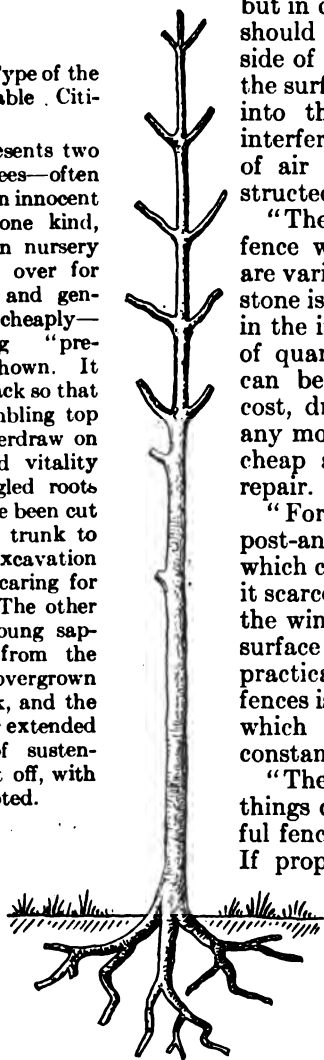 Type of the
able. Citi-
esents two
ees—often
n innocent
one kind,
n nursery
over for
and gen-
cheaply—
g "pre-
hown. It
ack so that
mbling top
erdraw on
d vitality
gled roots
e been cut
trunk to
xcavation
caring for
The other
oung sap-
from the
overgrown
k, and the
extended
f susten-
t off, with
oted.
but in
should
side of
the surf
into th
interfer
of air
structe
"The
fence w
are vari
stone is
in the i
of quan
can be
cost, dr
any mo
cheap
repair.
"For
post-an
which c
it scarce
the win
surface
practica
fences is
which
constan
"The
things
ful fenc
If prop